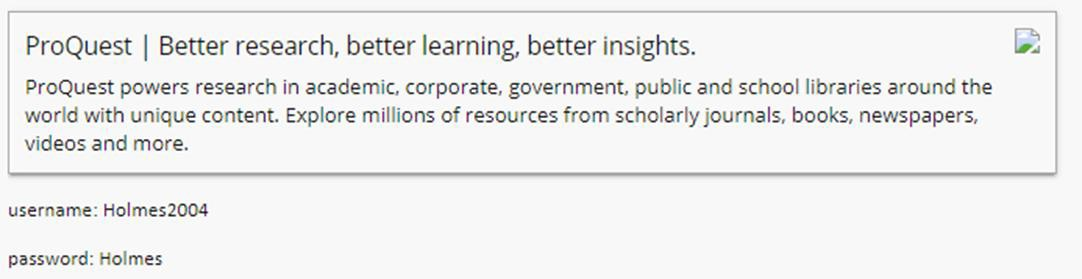 ProQuest | Better research, better learning, better insights.
ProQuest powers research in academic, corporate, government, public and school libraries around the
world with unique content. Explore millions of resources from scholarly journals, books, newspapers,
videos and more.
username: Holmes2004
password: Holmes